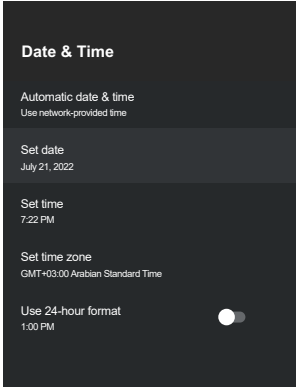 Date & Time
Automatic date & time
Use network-provided time
Set date
July 21, 2022
Set time
7:22 PM
Set time zone
GMT+03:00 Arabian Standard Time
Use 24-hour format
1:00 PM